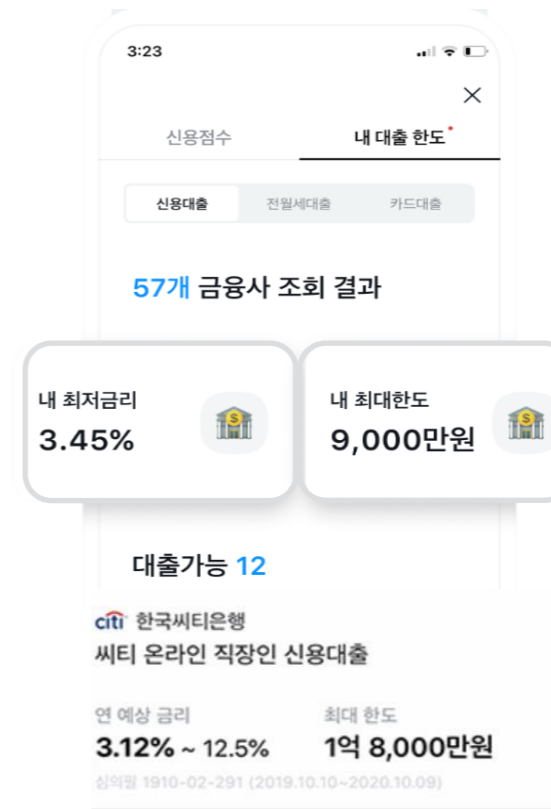 3:23
신용점수 내 대출 한도
신용대출 전월세대출 카드대출
57개 금융사 조회 결과
내 최저금리
3.45%
내 최대한도
9,000만원
대출가능 12
citi 한국씨티은행
씨티 온라인 직장인 신용대출
연 예상 금리 최대 한도
3.12% ~ 12.5% 1억 8,000만원
심의필 1910-02-291 (2019.10.10~2020.10.09)